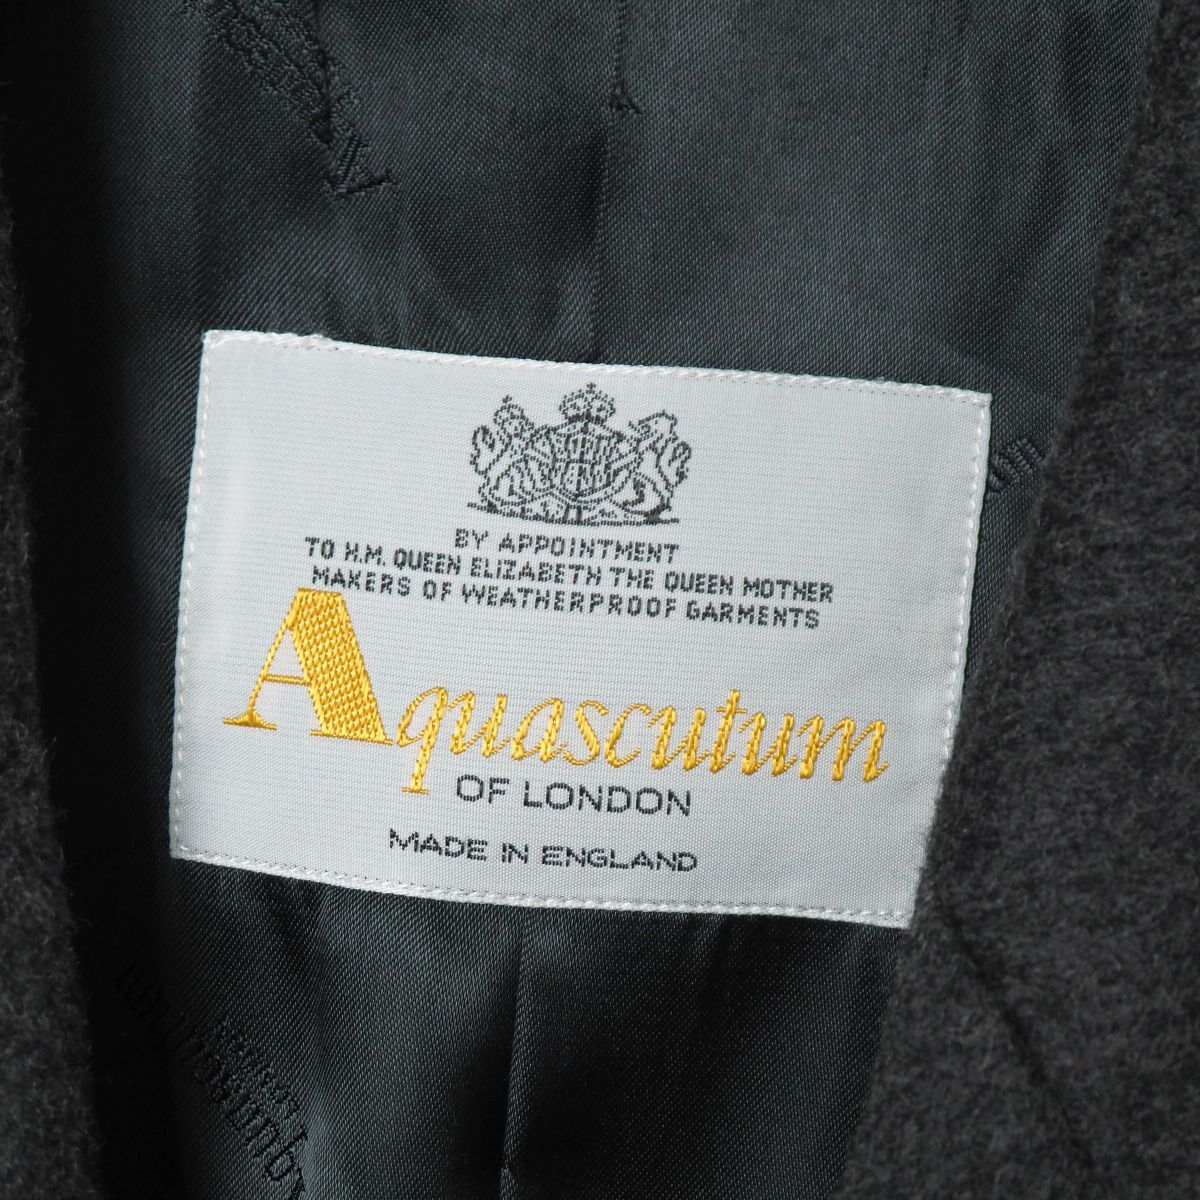 BY APPOINTMENT
TO H.M. QUEEN ELIZABETH THE QUEEN MOTHER
MAKERS OF WEATHERPROOF GARMENTS
Aquascutum
OF LONDON
MADE IN ENGLAND